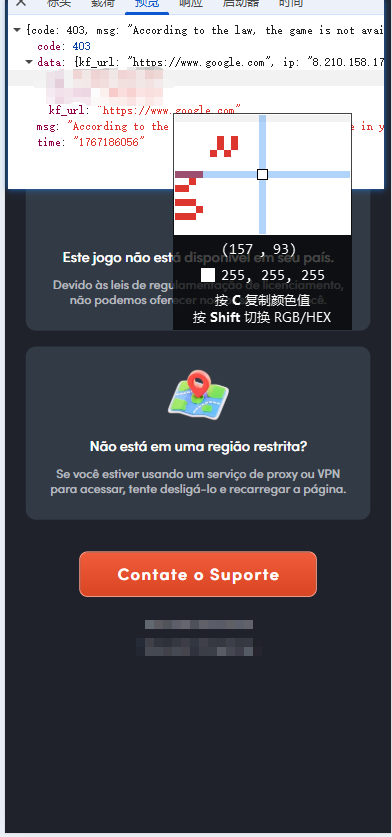 标头 载荷 预览 响应 启动器 时间
{code: 403, msg: "According to the law, the game is not avai
code: 403
data: {kf_url: "https://www.google.com", ip: "8.210.158.17
kf_url: "https://www.google.com"
msg: "According to the e in y
time: "1767186056"
(157 , 93)
255, 255, 255
按 C 复制颜色值
按 Shift 切换 RGB/HEX
Este jogo não está disponível em seu país.
Devido às leis de regulamentação de licenciamento,
não podemos oferecer você.
Não está em uma região restrita?
Se você estiver usando um serviço de proxy ou VPN
para acessar, tente desligá-lo e recarregar a página.
Contate o Suporte